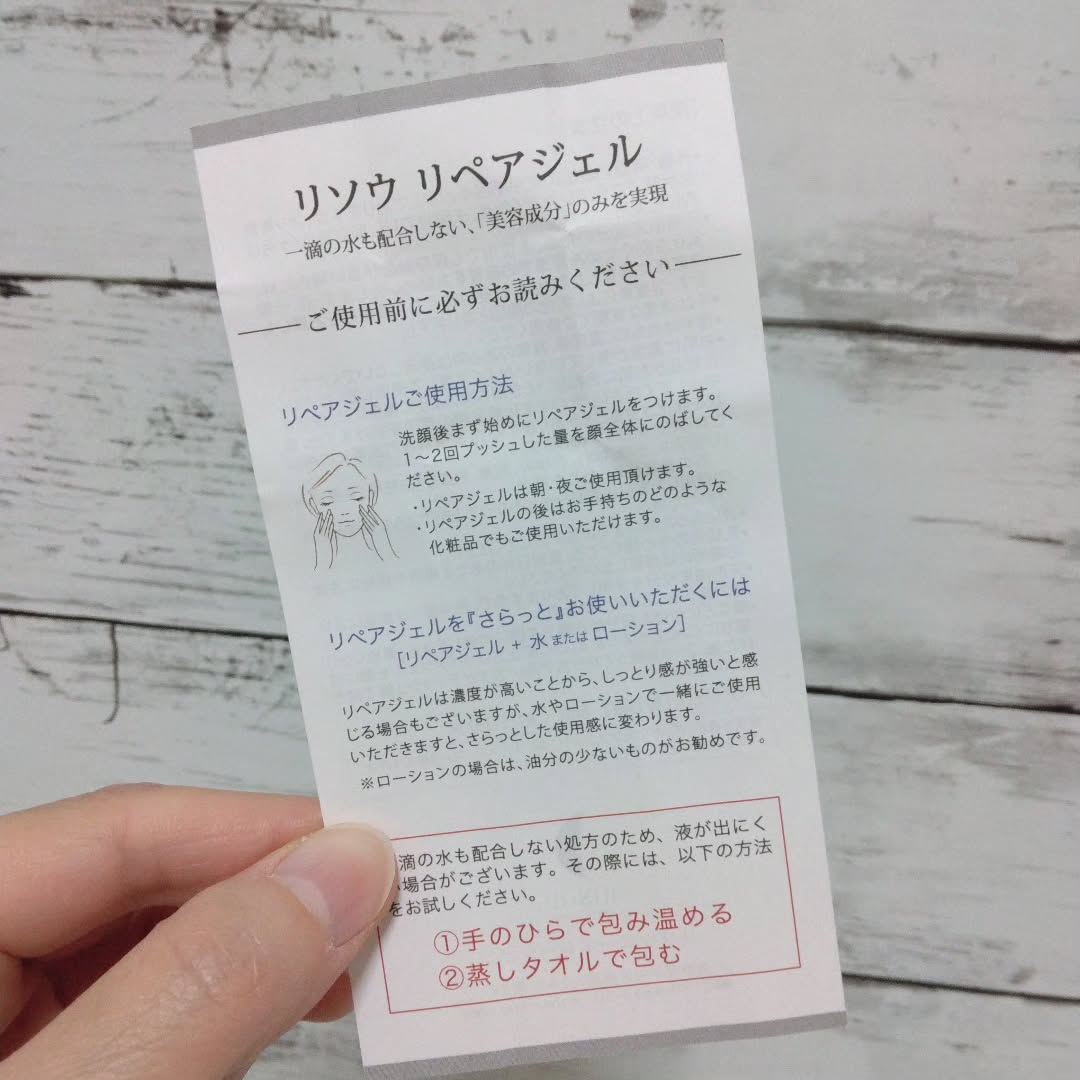 リソウ リペアジェル
一滴の水も配合しない、「美容成分」のみを実現
ご使用前に必ずお読みください
リペアジェルご使用方法
洗顔後まず始めにリペアジェルをつけます。
1～2回プッシュした量を顔全体にのばしてく
ださい。
・リペアジェルは朝・夜ご使用頂けます。
・リペアジェルの後はお手持ちのどのような
化粧品でもご使用いただけます。
リペアジェルを『さらっと』お使いいただくには
[リペアジェル + 水 または ローション]
リペアジェルは濃度が高いことから、しっとり感が強いと感
じる場合もございますが、水やローションで一緒にご使用
いただきますと、さらっとした使用感に変わります。
※ローションの場合は、油分の少ないものがお勧めです。
滴の水も配合しない処方のため、液が出にく
場合がございます。その際には、以下の方法
をお試しください。
①手のひらで包み温める
②蒸しタオルで包む